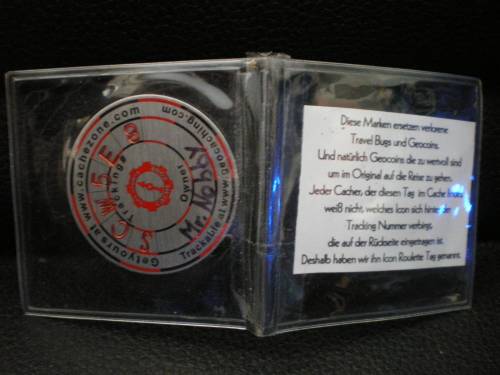 Get yours at www.cachezone.com
Trackable at www.geocaching.com
Tracking#
Owner
Mr. Nobby
Diese Marken ersetzen verlorene
Travel Bugs und Geocoins.
Und natürlich Geocoins die zu wertvoll sind
um im Original auf die Reise zu gehen.
Jeder Cacher, der diesen Tag im Cache findet
weiß nicht, welches Icon sich hinter der
Tracking Nummer verbirgt,
die auf der Rückseite eingetragen ist.
Deshalb haben wir ihn Icon Roulette Tag genannt.